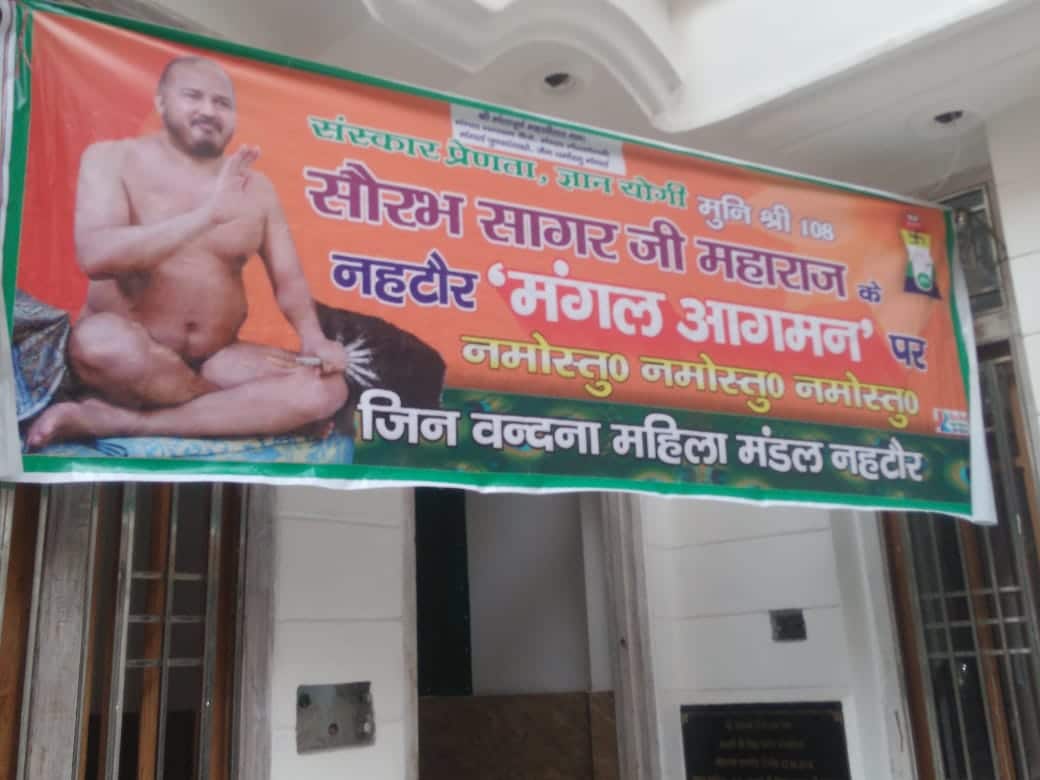 संस्कार प्रेणता, ज्ञान योगी मुनि श्री 108
सौरभ सागर जी महाराज के
नहटौर ‘मंगल आगमन’ पर
नमोस्तु० नमोस्तु० नमोस्तु०
जिन वन्दना महिला मंडल नहटौर